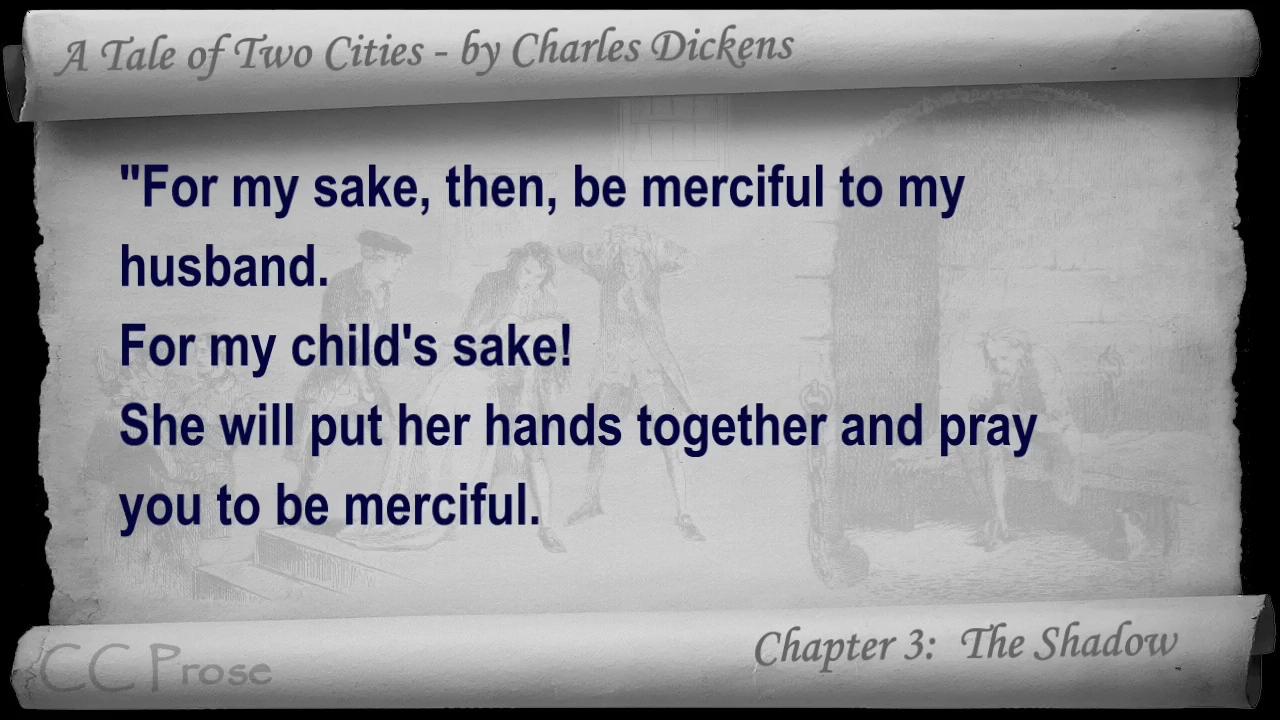 A Tale of Two Cities - by Charles Dickens
"For my sake, then, be merciful to my
husband.
For my child's sake!
She will put her hands together and pray
you to be merciful.
Chapter 3: The Shadow
CC Prose